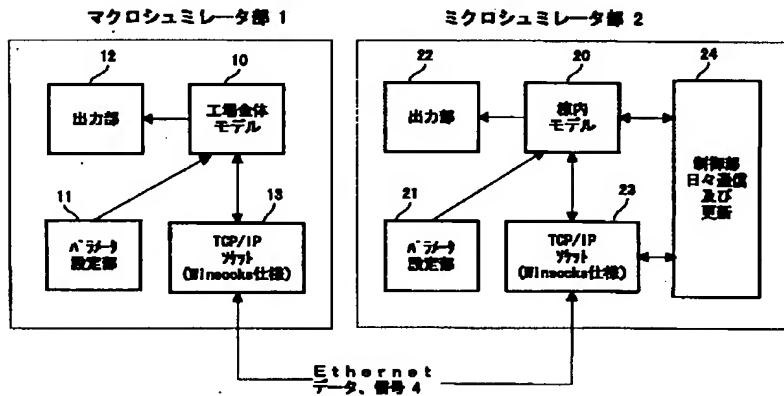 マクロシュミレータ部 1
12
10
出力部
工場全体
モデル
11
13
パラメータ
設定部
TCP/IP
ソケット
(Winsocks仕様)
ミクロシュミレータ部 2
22
20
24
出力部
棟内
モデル
制御部
日々通信
及び
更新
21
23
パラメータ
設定部
TCP/IP
ソケット
(Winsocks仕様)
Ethernet
データ、信号 4